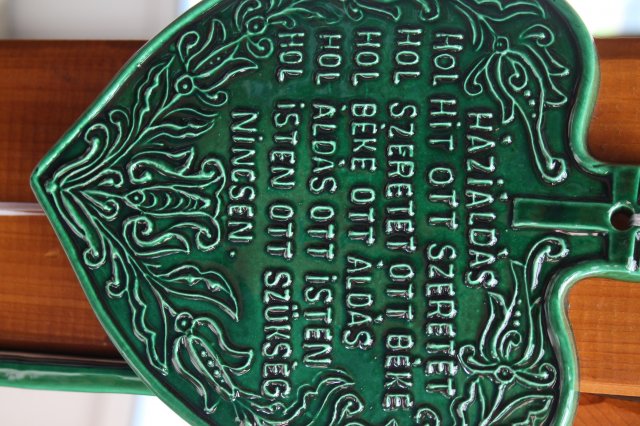 HÁZIÁLDÁS
HOL HIT OTT SZERETET
HOL SZERETET OTT BÉKE
HOL BÉKE OTT ÁLDÁS
HOL ÁLDÁS OTT ISTEN
HOL ISTEN OTT SZÜKSÉG
NINCSEN.